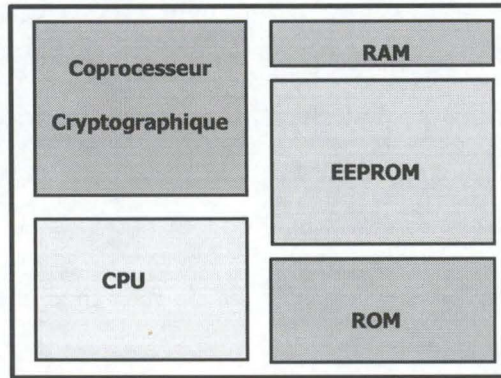 Coprocesseur
Cryptographique
CPU
RAM
EEPROM
ROM